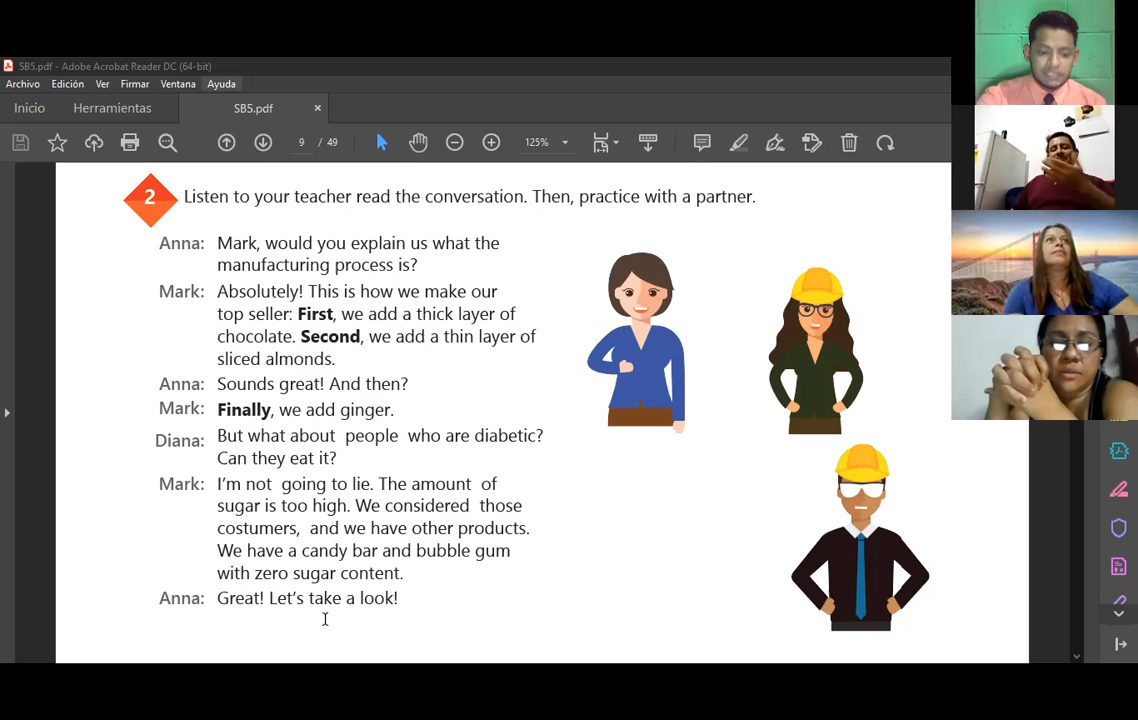 SB5.pdf - Adobe Acrobat Reader DC (64-bit)
Archivo Edición Ver Firmar Ventana Ayuda
Inicio Herramientas SB5.pdf ×
9 / 49 125%
2 Listen to your teacher read the conversation. Then, practice with a partner.
Anna: Mark, would you explain us what the
manufacturing process is?
Mark: Absolutely! This is how we make our
top seller: First, we add a thick layer of
chocolate. Second, we add a thin layer of
sliced almonds.
Anna: Sounds great! And then?
Mark: Finally, we add ginger.
Diana: But what about people who are diabetic?
Can they eat it?
Mark: I'm not going to lie. The amount of
sugar is too high. We considered those
costumers, and we have other products.
We have a candy bar and bubble gum
with zero sugar content.
Anna: Great! Let's take a look!